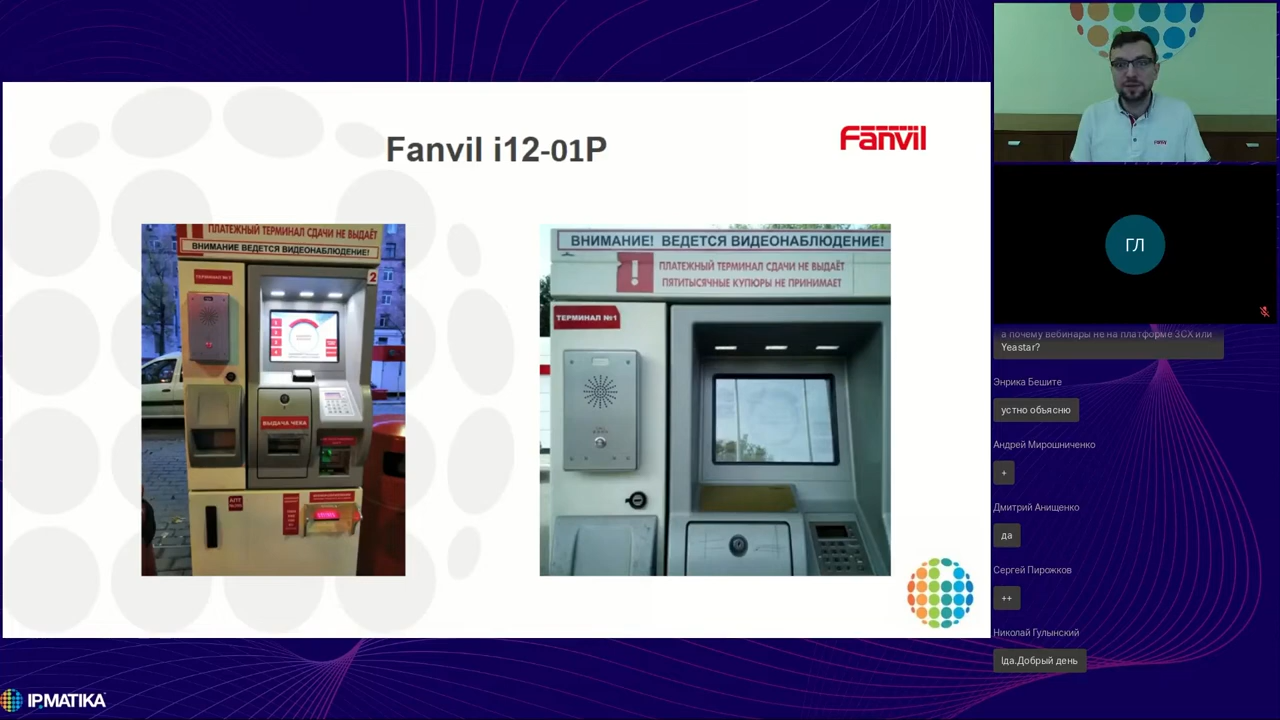 Fanvil i12-01P
Fanvil
ПЛАТЕЖНЫЙ ТЕРМИНАЛ СДАЧИ НЕ ВЫДАЁТ
ВНИМАНИЕ ВЕДЕТСЯ ВИДЕОНАБЛЮДЕНИЕ!
ТЕРМИНАЛ №1
2
ВЫДАЧА ЧЕКА
ВНИМАНИЕ! ВЕДЕТСЯ ВИДЕОНАБЛЮДЕНИЕ!
!
ПЛАТЕЖНЫЙ ТЕРМИНАЛ СДАЧИ НЕ ВЫДАЁТ
ПЯТИТЫСЯЧНЫЕ КУПЮРЫ НЕ ПРИНИМАЕТ
ТЕРМИНАЛ №1
IPMATIKA
ГЛ
а почему вебинары не на платформе 3CX или
Yeastar?
Энрика Бешите
устно объясню
Андрей Мирошниченко
+
Дмитрий Анищенко
да
Сергей Пирожков
++
Николай Гулынский
lда.Добрый день